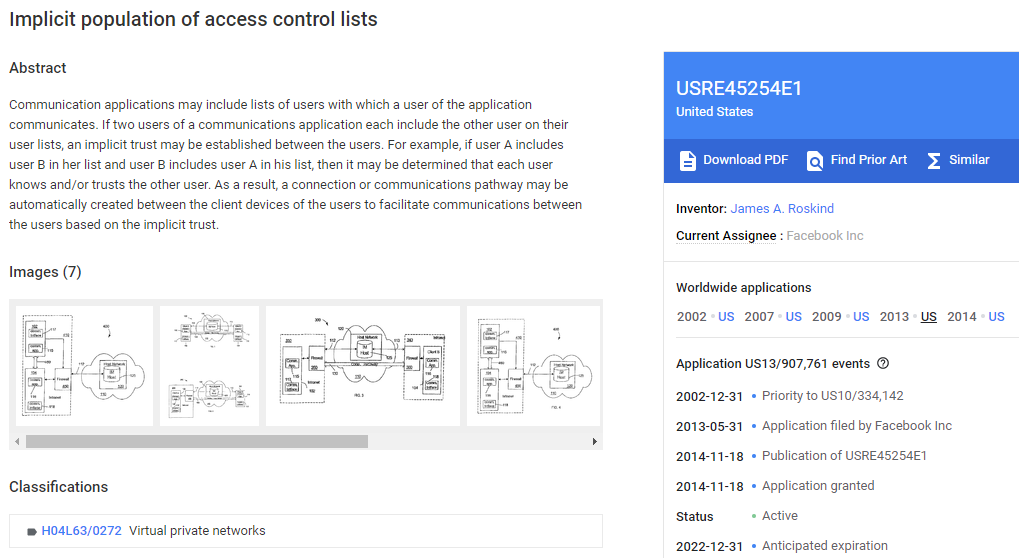 Implicit population of access control lists
Abstract
Communication applications may include lists of users with which a user of the application
communicates. If two users of a communications application each include the other user on their
user lists, an implicit trust may be established between the users. For example, if user A includes
user B in her list and user B includes user A in his list, then it may be determined that each user
knows and/or trusts the other user. As a result, a connection or communications pathway may be
automatically created between the client devices of the users to facilitate communications between
the users based on the implicit trust.
Images (7)
Classifications
H04L63/0272 Virtual private networks
USRE45254E1
United States
Download PDF Find Prior Art Similar
Inventor: James A. Roskind
Current Assignee : Facebook Inc
Worldwide applications
2002 US 2007 US 2009 US 2013 US 2014 US
Application US13/907,761 events
2002-12-31 Priority to US10/334,142
2013-05-31 Application filed by Facebook Inc
2014-11-18 Publication of USRE45254E1
2014-11-18 Application granted
Status Active
2022-12-31 Anticipated expiration